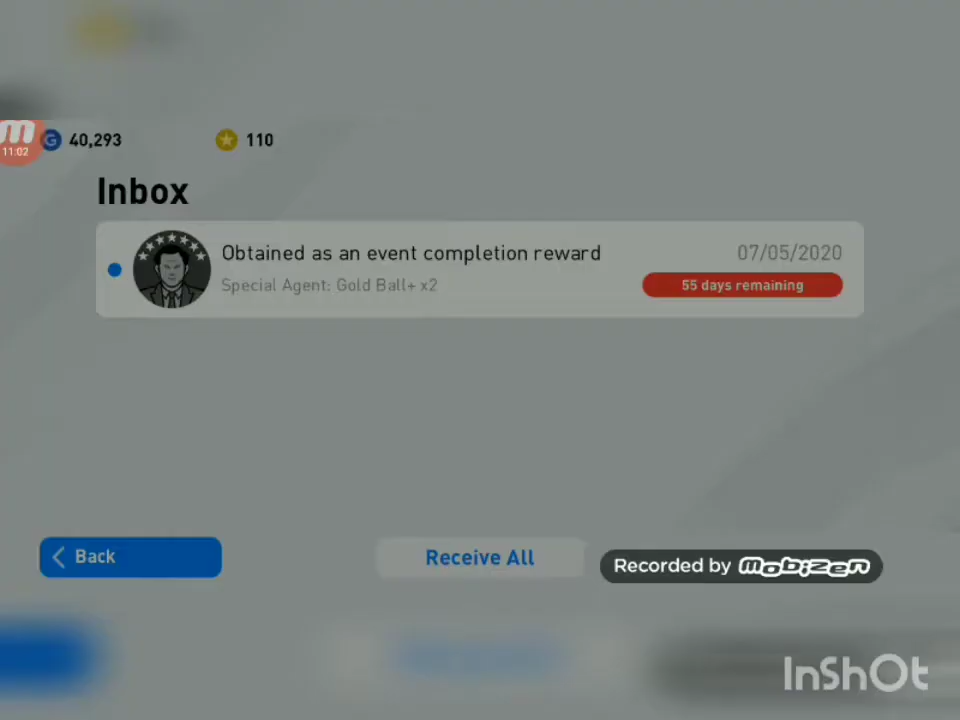 11:02
G 40,293
110
Inbox
Obtained as an event completion reward
07/05/2020
Special Agent: Gold Ball+ x2
55 days remaining
Back
Receive All
Recorded by mobizen
InShOt